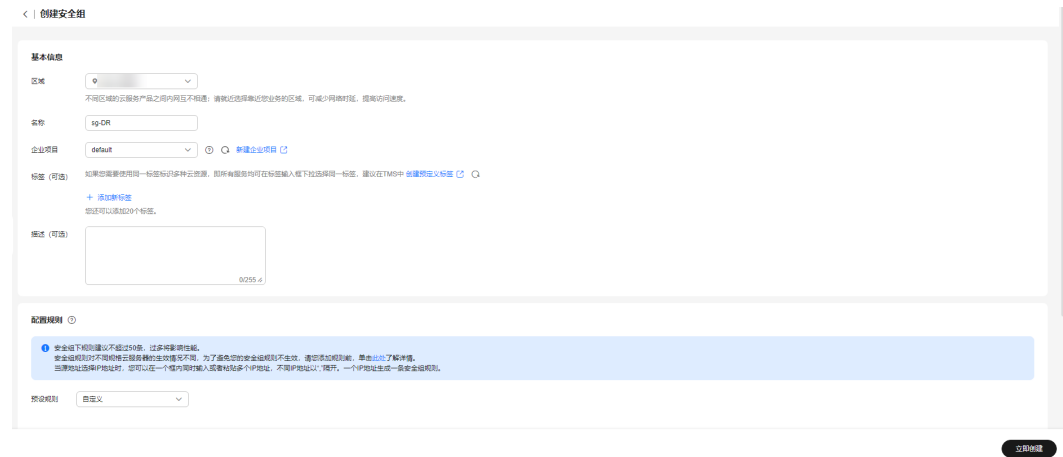 创建安全组
基本信息
区域
不同区域的云服务产品之间内网互不相通；请就近选择靠近您业务的区域，可减少网络时延，提高访问速度。
名称 sg-DR
企业项目 default 新建企业项目
标签（可选） 如果您需要使用同一标签标识多种云资源，即所有服务均可在标签输入框下拉选择同一标签，建议在TMS中 创建预定义标签
添加新标签
您还可以添加20个标签。
描述（可选）
0/255
配置规则
安全组下规则建议不超过50条，过多将影响性能。
安全组规则对不同规格云服务器的生效情况不同，为了避免您的安全组规则不生效，请您添加规则前，单击此处了解详情。
当源地址选择IP地址时，您可以在一个框内同时输入或者粘贴多个IP地址，不同IP地址以","隔开。一个IP地址生成一条安全组规则。
预设规则 自定义
立即创建